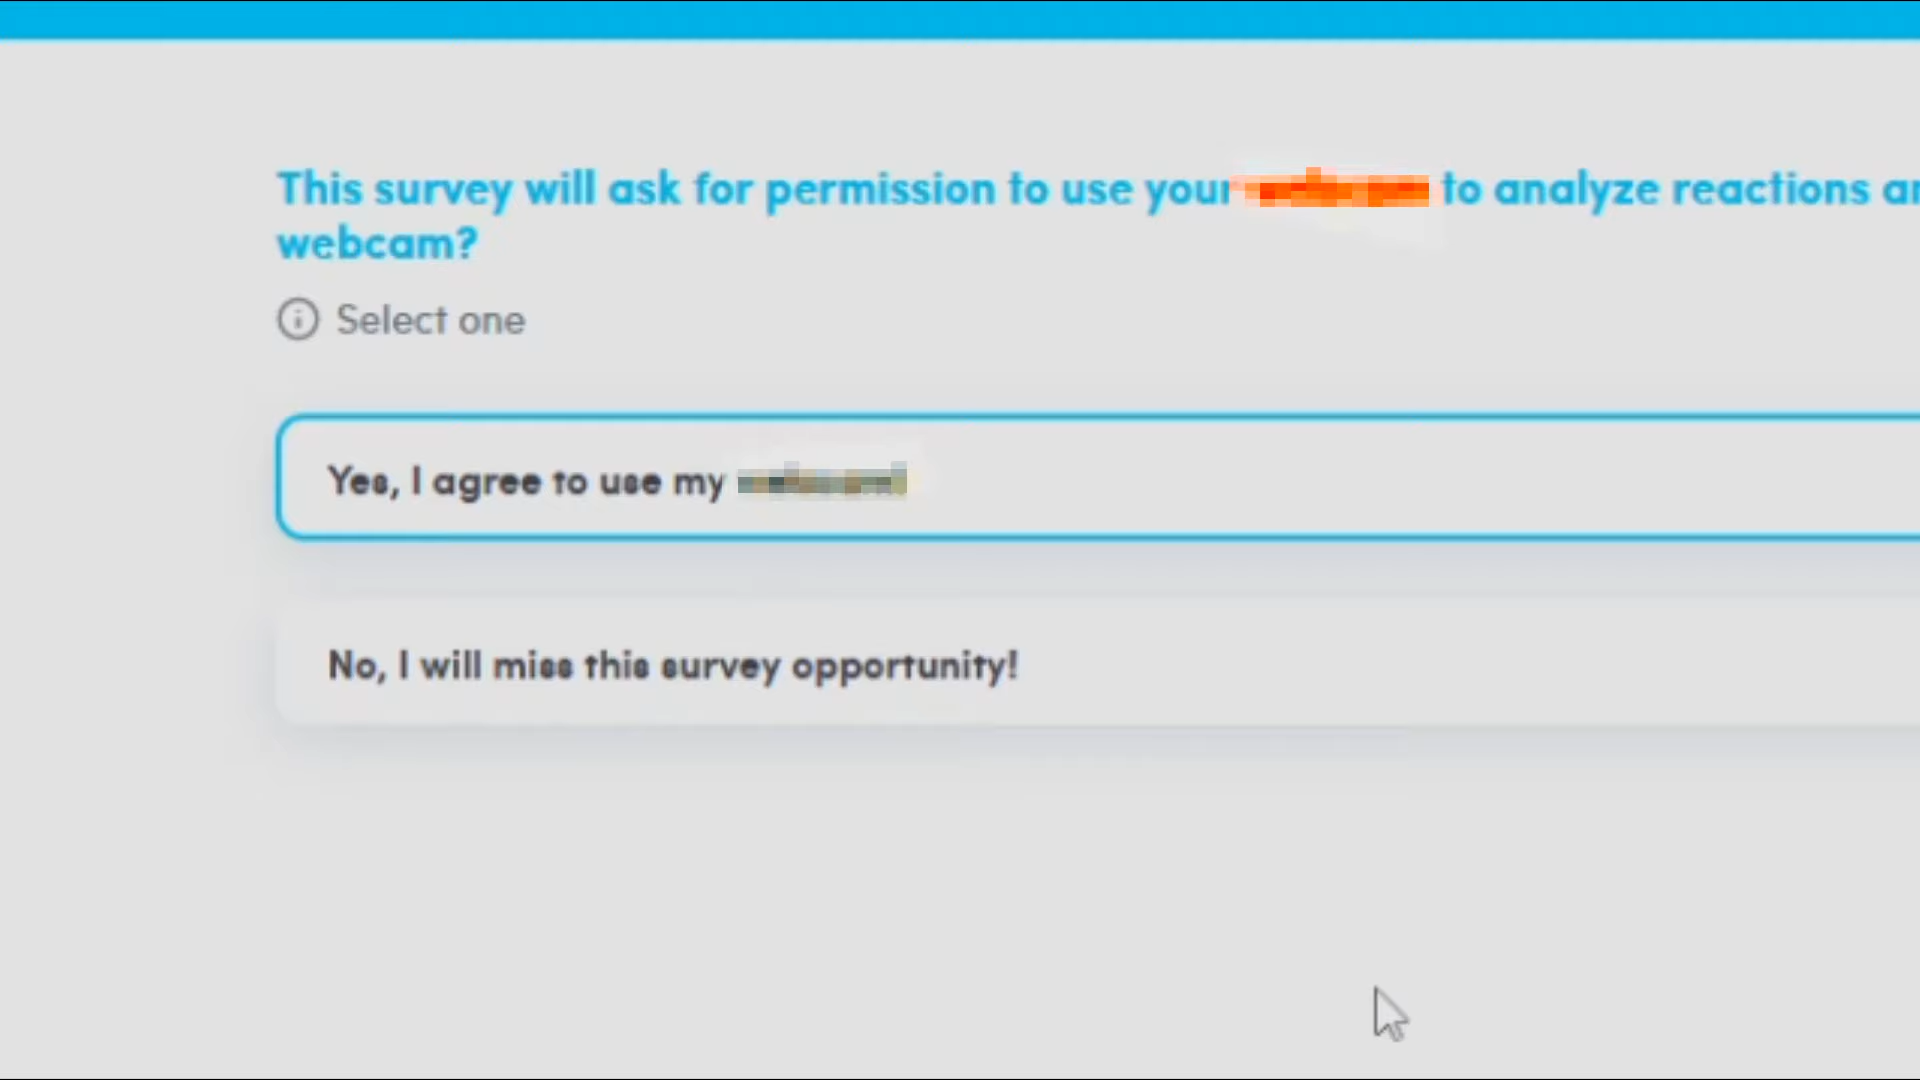 This survey will ask for permission to use your to analyze reactions
webcam?
Select one
Yes, I agree to use my
No, I will miss this survey opportunity!